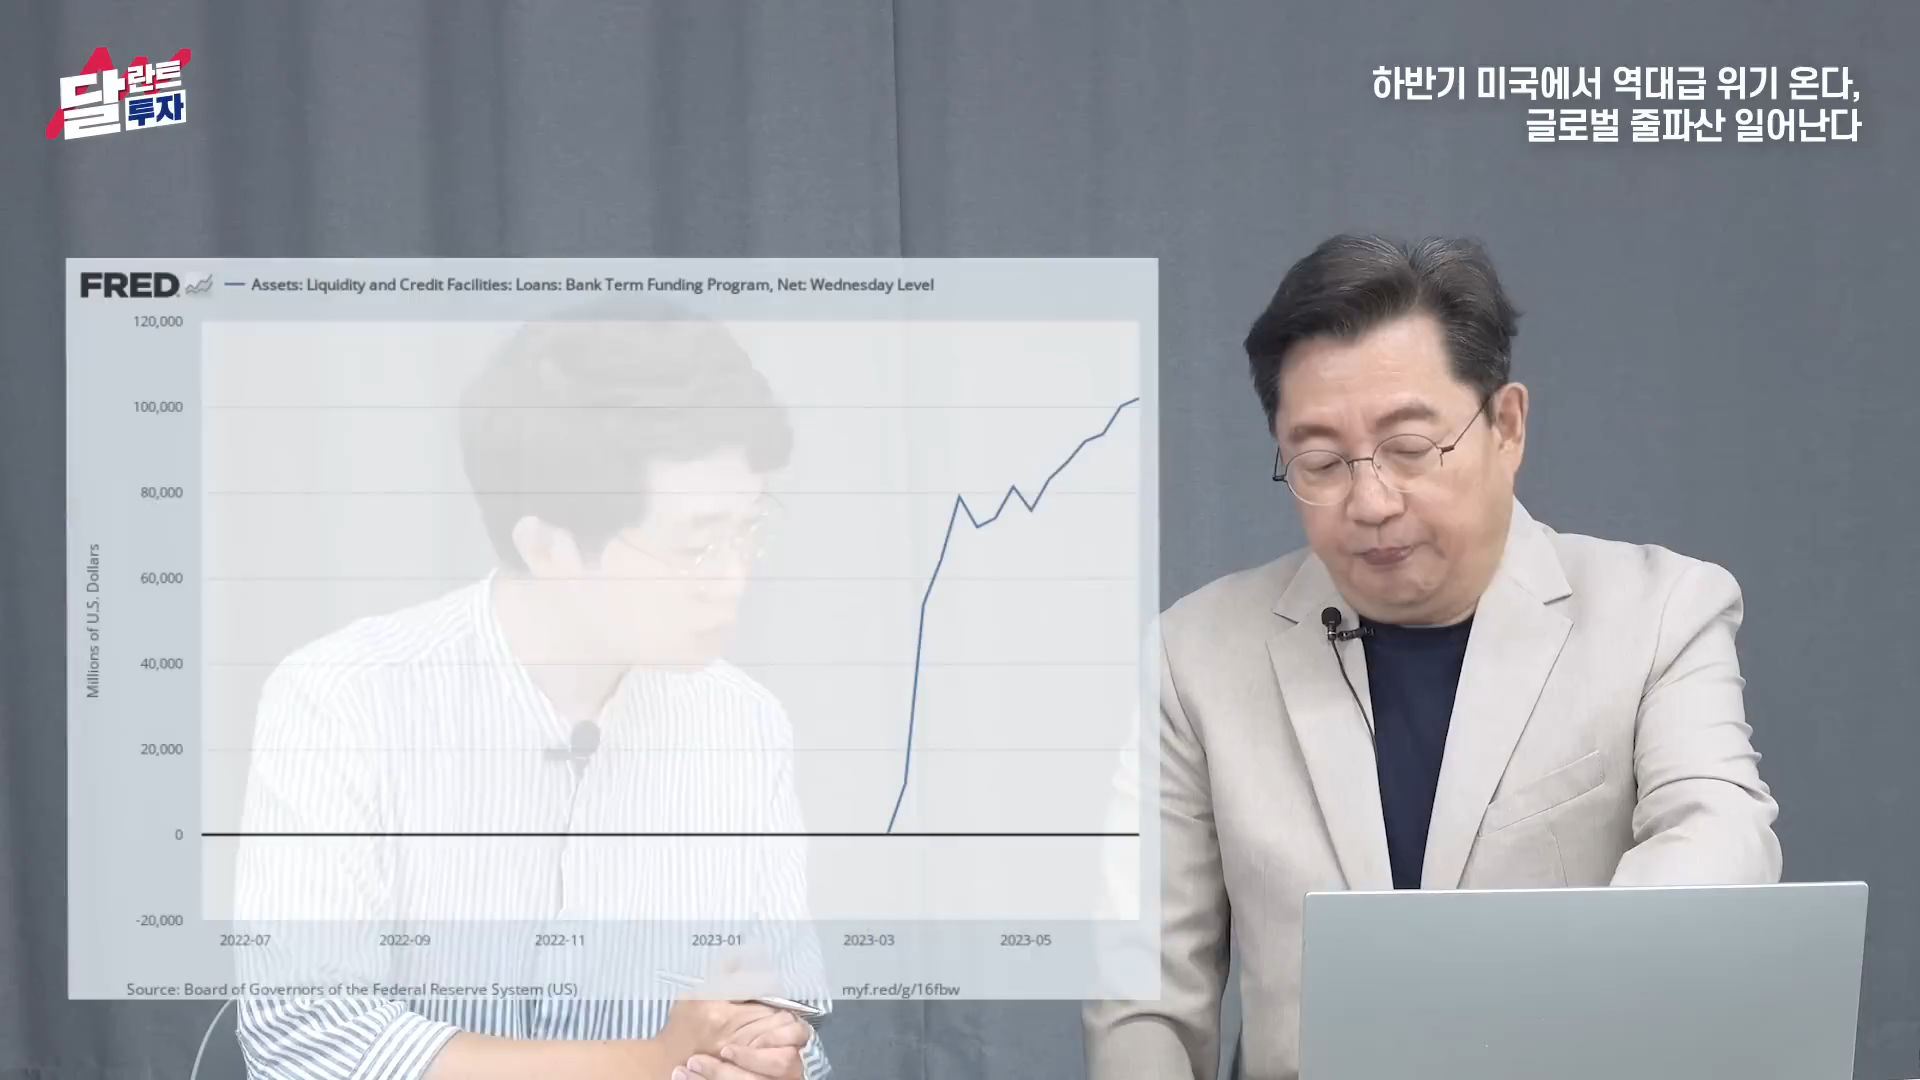 달란트
투자
하반기 미국에서 역대급 위기 온다,
글로벌 줄파산 일어난다
FRED
Assets: Liquidity and Credit Facilities: Loans: Bank Term Funding Program, Net: Wednesday Level
120,000
100,000
80,000
60,000
40,000
20,000
0
-20,000
Millions of U.S. Dollars
2022-07 2022-09 2022-11 2023-01 2023-03 2023-05
Source: Board of Governors of the Federal Reserve System (US)
myf.red/g/16fbw